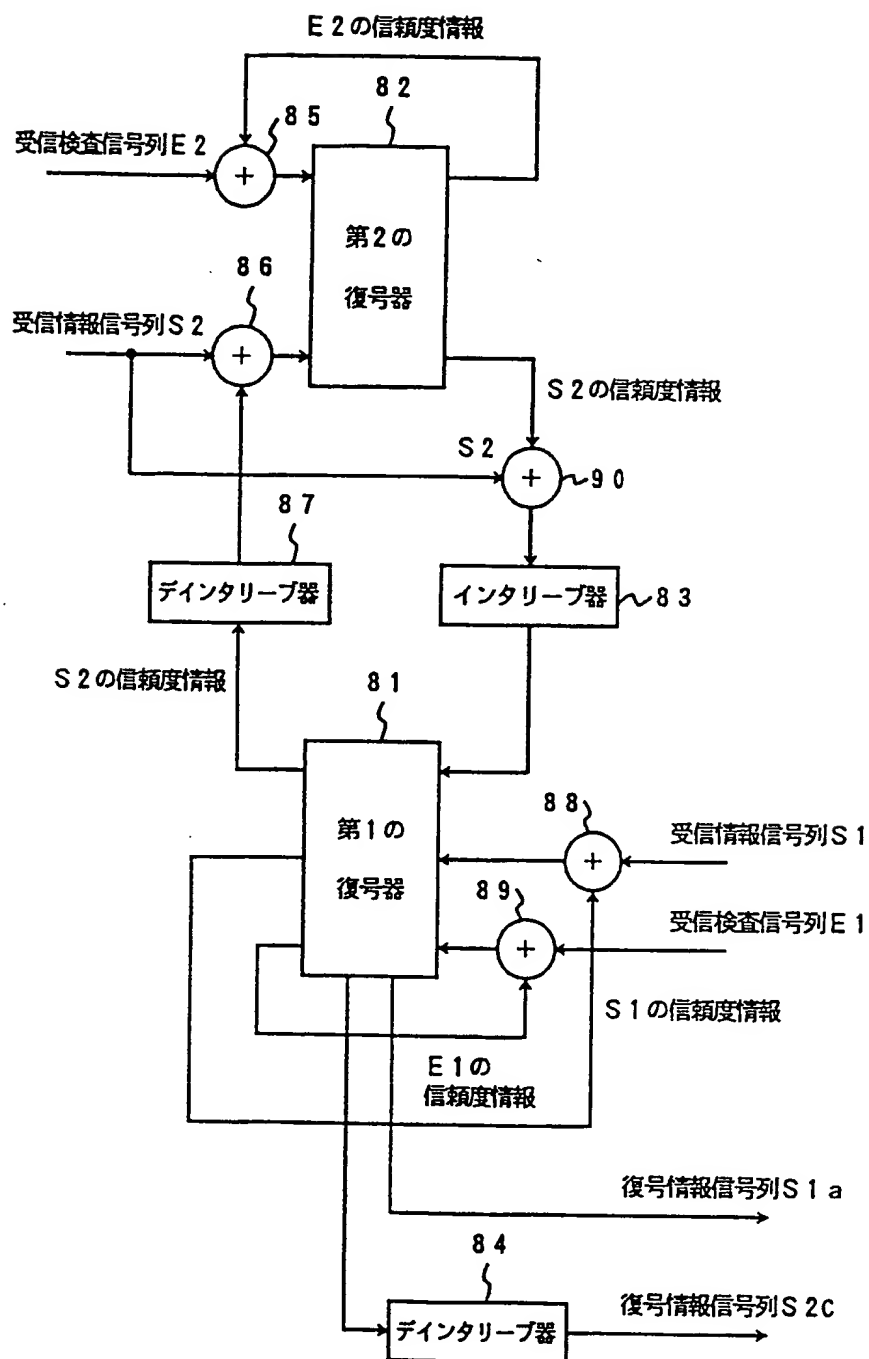 E2の信頼度情報
82
85
受信検査信号列E2
+
第2の
復号器
86
受信情報信号列S2
+
S2の信頼度情報
S2
+
90
87
デインタリーブ器
インタリーブ器
83
S2の信頼度情報
81
88
第1の
復号器
+
受信情報信号列S1
89
+
受信検査信号列E1
S1の信頼度情報
E1の
信頼度情報
復号情報信号列S1a
84
デインタリーブ器
復号情報信号列S2c